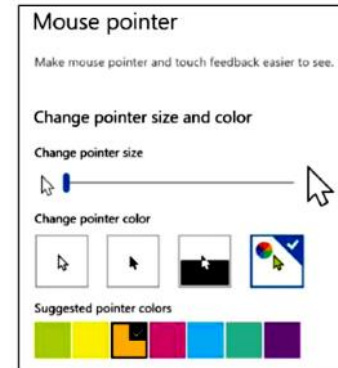 Mouse pointer
Make mouse pointer and touch feedback easier to see.
Change pointer size and color
Change pointer size
Change pointer color
Suggested pointer colors